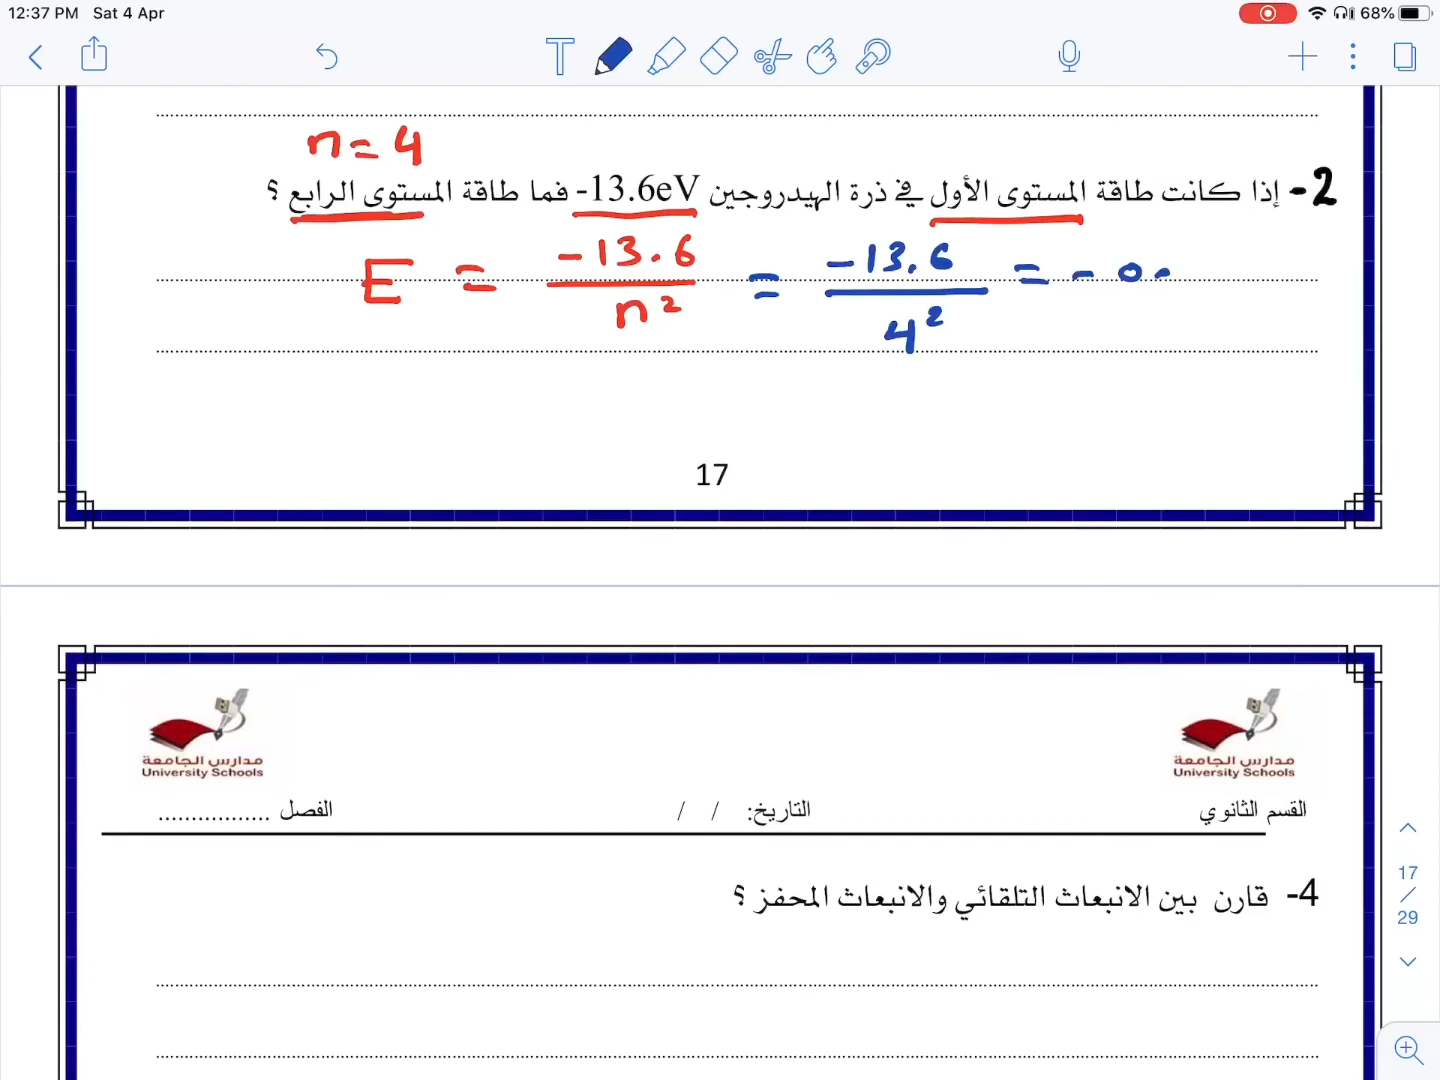 12:37 PM Sat 4 Apr 68%
T
n = 4
2- إذا كانت طاقة المستوى الأول في ذرة الهيدروجين -13.6eV فما طاقة المستوى الرابع ؟
E = -13.6 / n² = -13.6 / 4² = -0.
17
مدارس الجامعة
University Schools
مدارس الجامعة
University Schools
القسم الثانوي التاريخ: / / الفصل .................
17
/
29
4- قارن بين الانبعاث التلقائي والانبعاث المحفز ؟